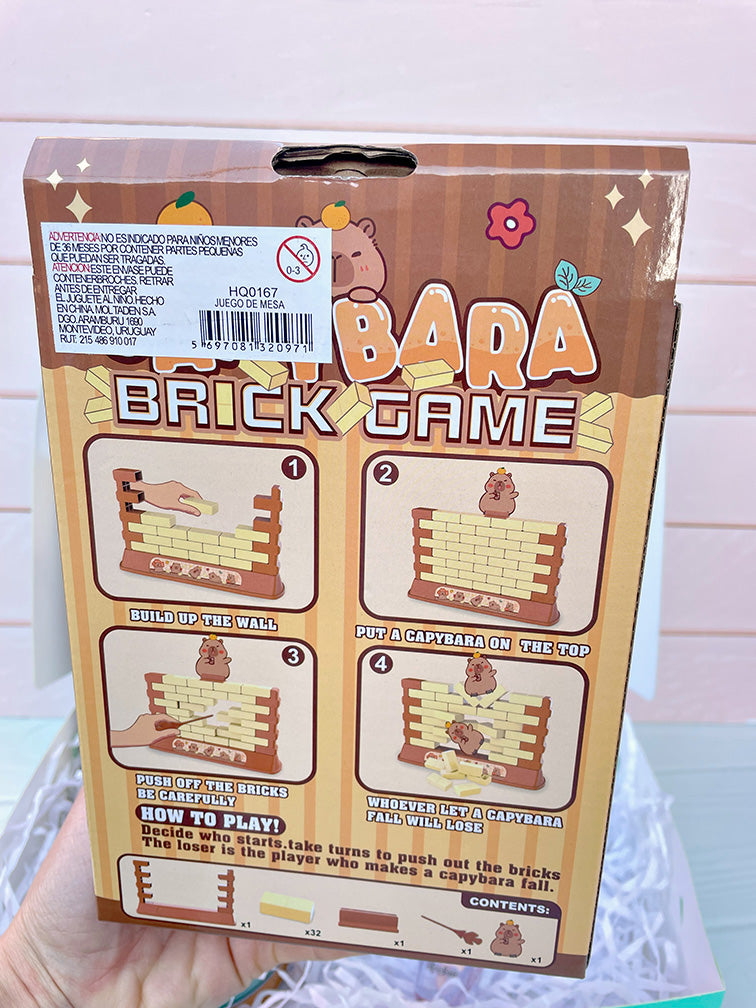 ADVERTENCIA:NO ES INDICADO PARA NIÑOS MENORES
DE 36 MESES POR CONTENER PARTES PEQUEÑAS
QUE PUEDAN SER TRAGADAS.
ATENCION:ESTE ENVASE PUEDE
CONTENERBROCHES. RETIRAR
ANTES DE ENTREGAR
EL JUGUETE AL NIÑO. HECHO
EN CHINA. MOLTADEN S.A
DGO. ARAMBURU 1690
MONTEVIDEO, URUGUAY
RUT: 215 486 910 017
0-3
HQ0167
JUEGO DE MESA
5 697081 320971
BARA
BRICK GAME
1
BUILD UP THE WALL
2
PUT A CAPYBARA ON THE TOP
3
PUSH OFF THE BRICKS
BE CAREFULLY
4
WHOEVER LET A CAPYBARA
FALL WILL LOSE
HOW TO PLAY!
Decide who starts.take turns to push out the bricks
The loser is the player who makes a capybara fall.
CONTENTS:
x1
x32
x1
x1
x1